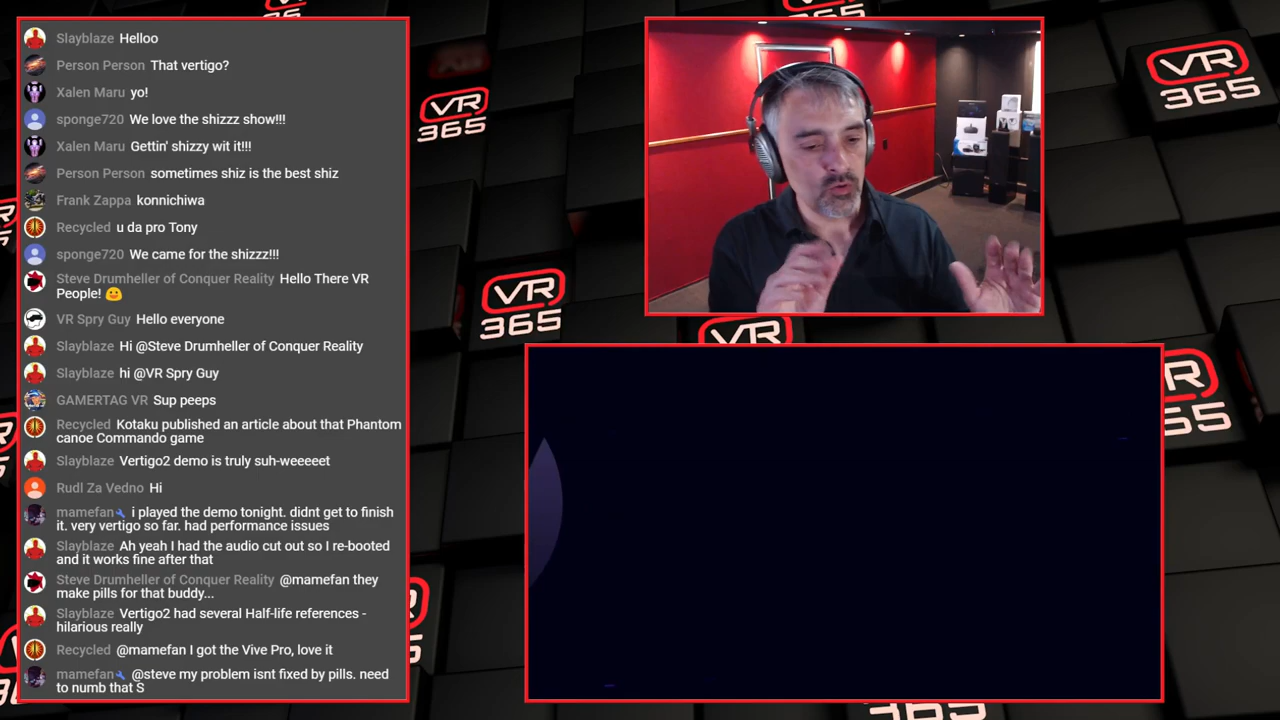 Slayblaze Helloo
Person Person That vertigo?
Xalen Maru yo!
sponge720 We love the shizzz show!!!
Xalen Maru Gettin' shizzy wit it!!!
Person Person sometimes shiz is the best shiz
Frank Zappa konnichiwa
Recycled u da pro Tony
sponge720 We came for the shizzz!!!
Steve Drumheller of Conquer Reality Hello There VR
People!
VR Spry Guy Hello everyone
Slayblaze Hi @Steve Drumheller of Conquer Reality
Slayblaze hi @VR Spry Guy
GAMERTAG VR Sup peeps
Recycled Kotaku published an article about that Phantom
canoe Commando game
Slayblaze Vertigo2 demo is truly suh-weeeeet
Rudl Za Vedno Hi
mamefan i played the demo tonight. didnt get to finish
it. very vertigo so far. had performance issues
Slayblaze Ah yeah I had the audio cut out so I re-booted
and it works fine after that
Steve Drumheller of Conquer Reality @mamefan they
make pills for that buddy...
Slayblaze Vertigo2 had several Half-life references -
hilarious really
Recycled @mamefan I got the Vive Pro, love it
mamefan @steve my problem isnt fixed by pills. need
to numb that S
VR
365
VR
365
VR
365
VR
365
VR
365